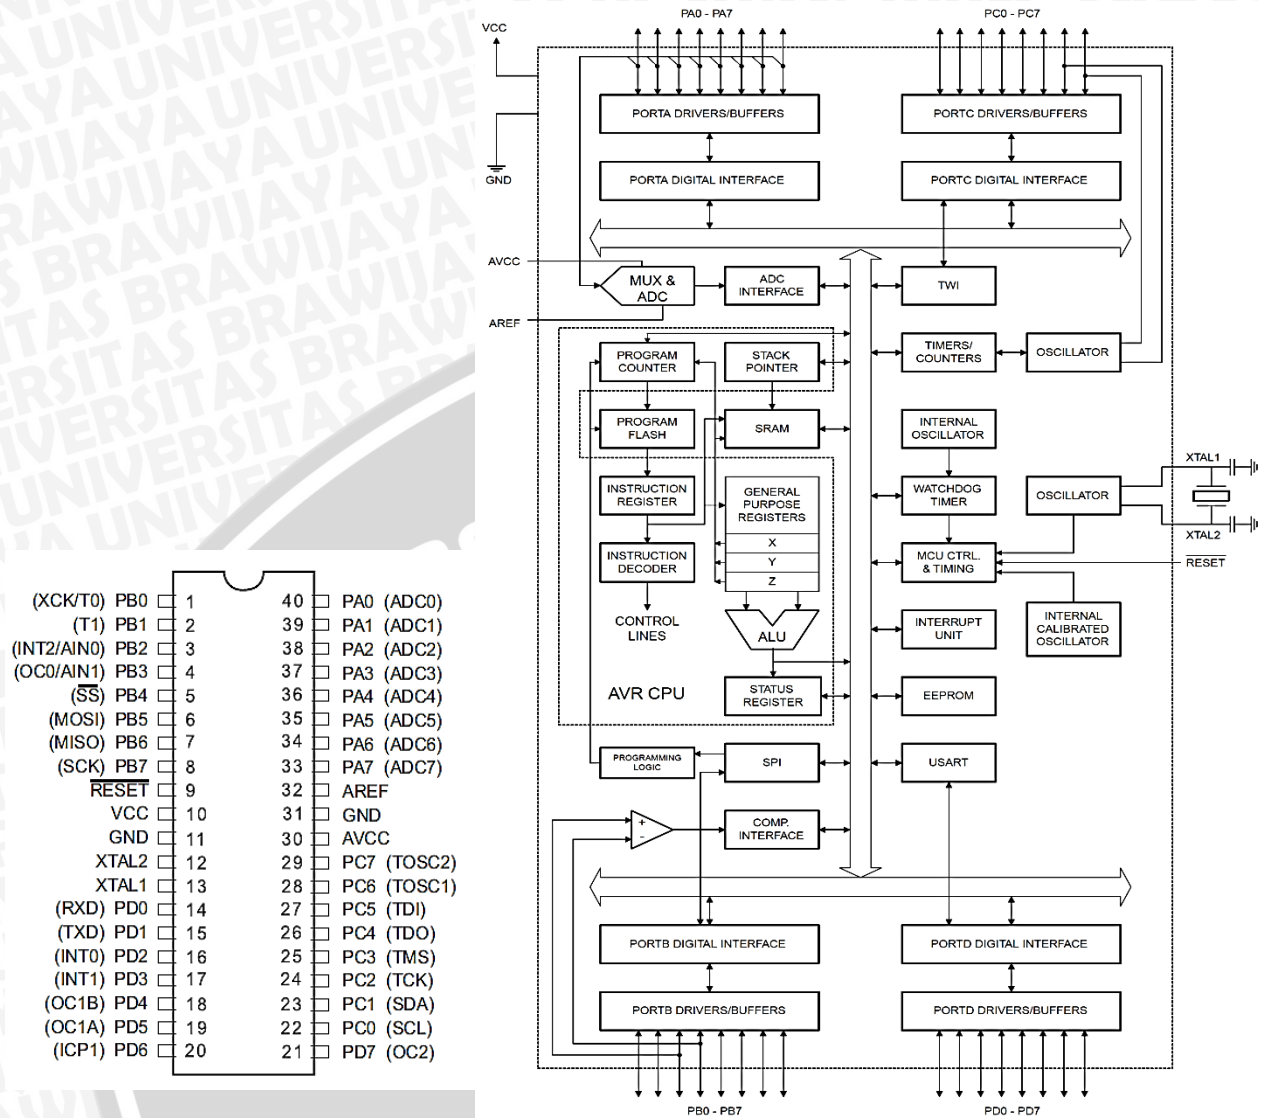 PA0 - PA7
PC0 - PC7
VCC
PORTA DRIVERS/BUFFERS
PORTC DRIVERS/BUFFERS
GND
PORTA DIGITAL INTERFACE
PORTC DIGITAL INTERFACE
AVCC
MUX &
ADC
ADC
INTERFACE
TWI
AREF
PROGRAM
COUNTER
STACK
POINTER
TIMERS/
COUNTERS
OSCILLATOR
PROGRAM
FLASH
SRAM
INTERNAL
OSCILLATOR
XTAL1
INSTRUCTION
REGISTER
GENERAL
PURPOSE
REGISTERS
WATCHDOG
TIMER
OSCILLATOR
XTAL2
X
INSTRUCTION
DECODER
Y
MCU CTRL.
& TIMING
RESET
Z
CONTROL
LINES
ALU
INTERRUPT
UNIT
INTERNAL
CALIBRATED
OSCILLATOR
AVR CPU
STATUS
REGISTER
EEPROM
PROGRAMMING
LOGIC
SPI
USART
+
-
COMP.
INTERFACE
PORTB DIGITAL INTERFACE
PORTD DIGITAL INTERFACE
PORTB DRIVERS/BUFFERS
PORTD DRIVERS/BUFFERS
PB0 - PB7
PD0 - PD7
(XCK/T0) PB0 1 40 PA0 (ADC0)
(T1) PB1 2 39 PA1 (ADC1)
(INT2/AIN0) PB2 3 38 PA2 (ADC2)
(OC0/AIN1) PB3 4 37 PA3 (ADC3)
(SS) PB4 5 36 PA4 (ADC4)
(MOSI) PB5 6 35 PA5 (ADC5)
(MISO) PB6 7 34 PA6 (ADC6)
(SCK) PB7 8 33 PA7 (ADC7)
RESET 9 32 AREF
VCC 10 31 GND
GND 11 30 AVCC
XTAL2 12 29 PC7 (TOSC2)
XTAL1 13 28 PC6 (TOSC1)
(RXD) PD0 14 27 PC5 (TDI)
(TXD) PD1 15 26 PC4 (TDO)
(INT0) PD2 16 25 PC3 (TMS)
(INT1) PD3 17 24 PC2 (TCK)
(OC1B) PD4 18 23 PC1 (SDA)
(OC1A) PD5 19 22 PC0 (SCL)
(ICP1) PD6 20 21 PD7 (OC2)